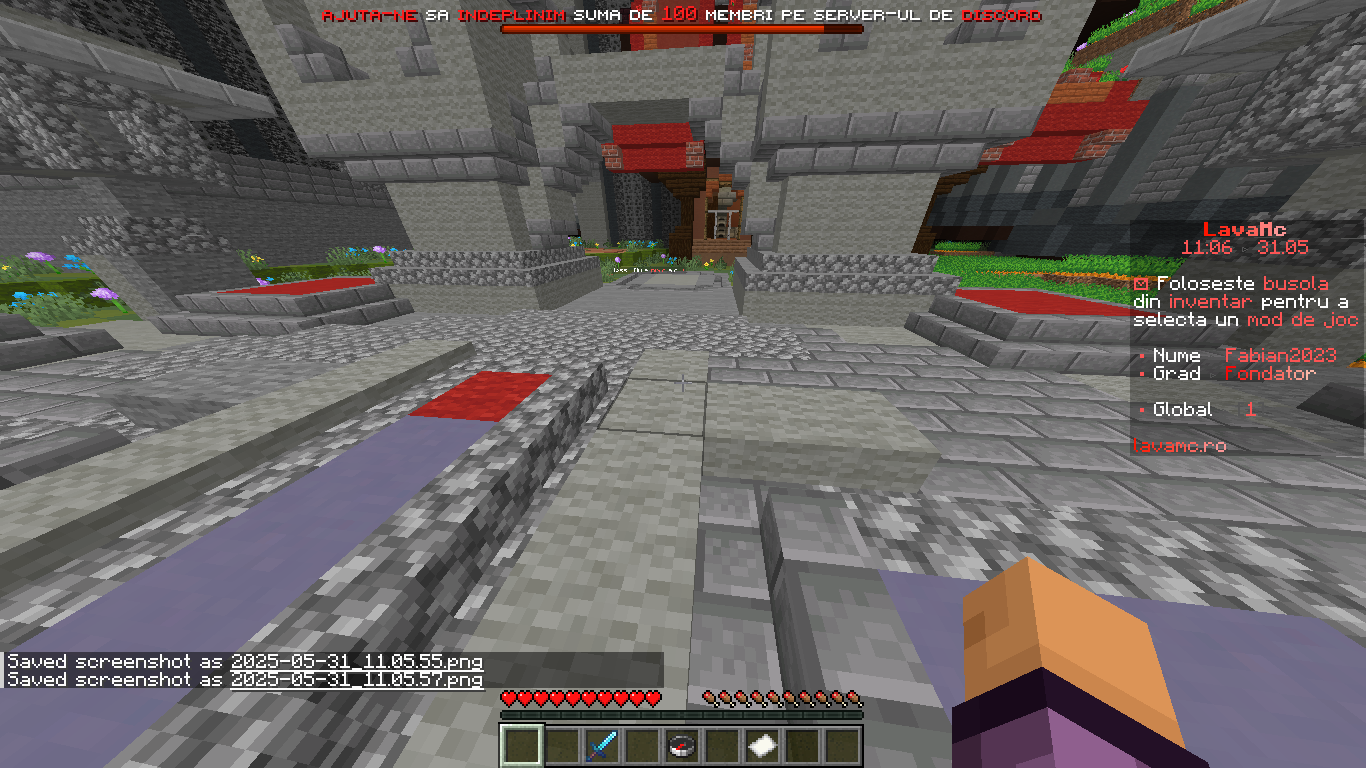 AJUTA-NE SA INDEPLINIM SUMA DE 100 MEMBRI PE SERVER-UL DE DISCORD
LavaMc
11:06 31.05
Foloseste busola
din inventar pentru a
selecta un mod de joc
• Nume Fabian2023
• Grad Fondator
• Global 1
lavamc.ro
Saved screenshot as 2025-05-31_11.05.55.png
Saved screenshot as 2025-05-31_11.05.57.png